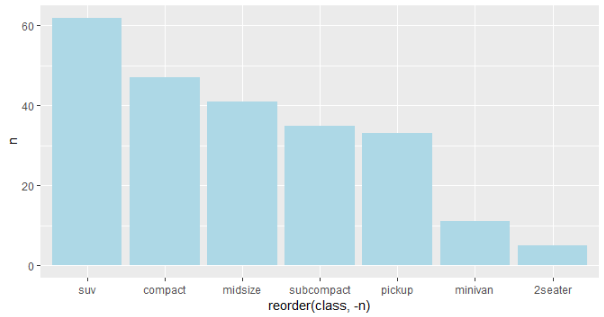 60
40
20
0
n
suv compact midsize subcompact pickup minivan 2seater
reorder(class, -n)